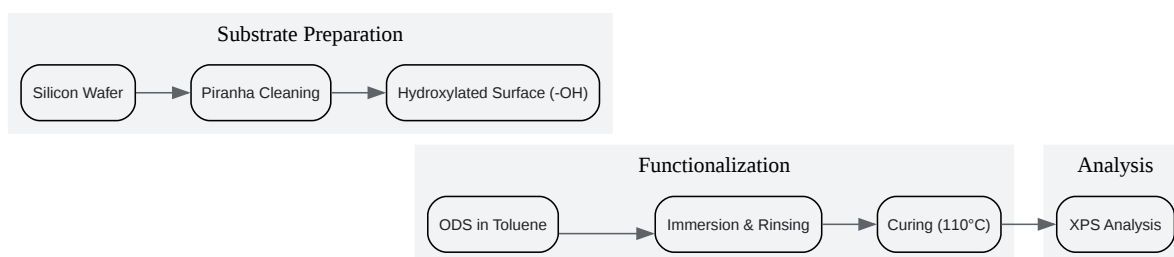 Substrate Preparation
Silicon Wafer
Piranha Cleaning
Hydroxylated Surface (-OH)
Functionalization
Analysis
ODS in Toluene
Immersion & Rinsing
Curing (110°C)
XPS Analysis